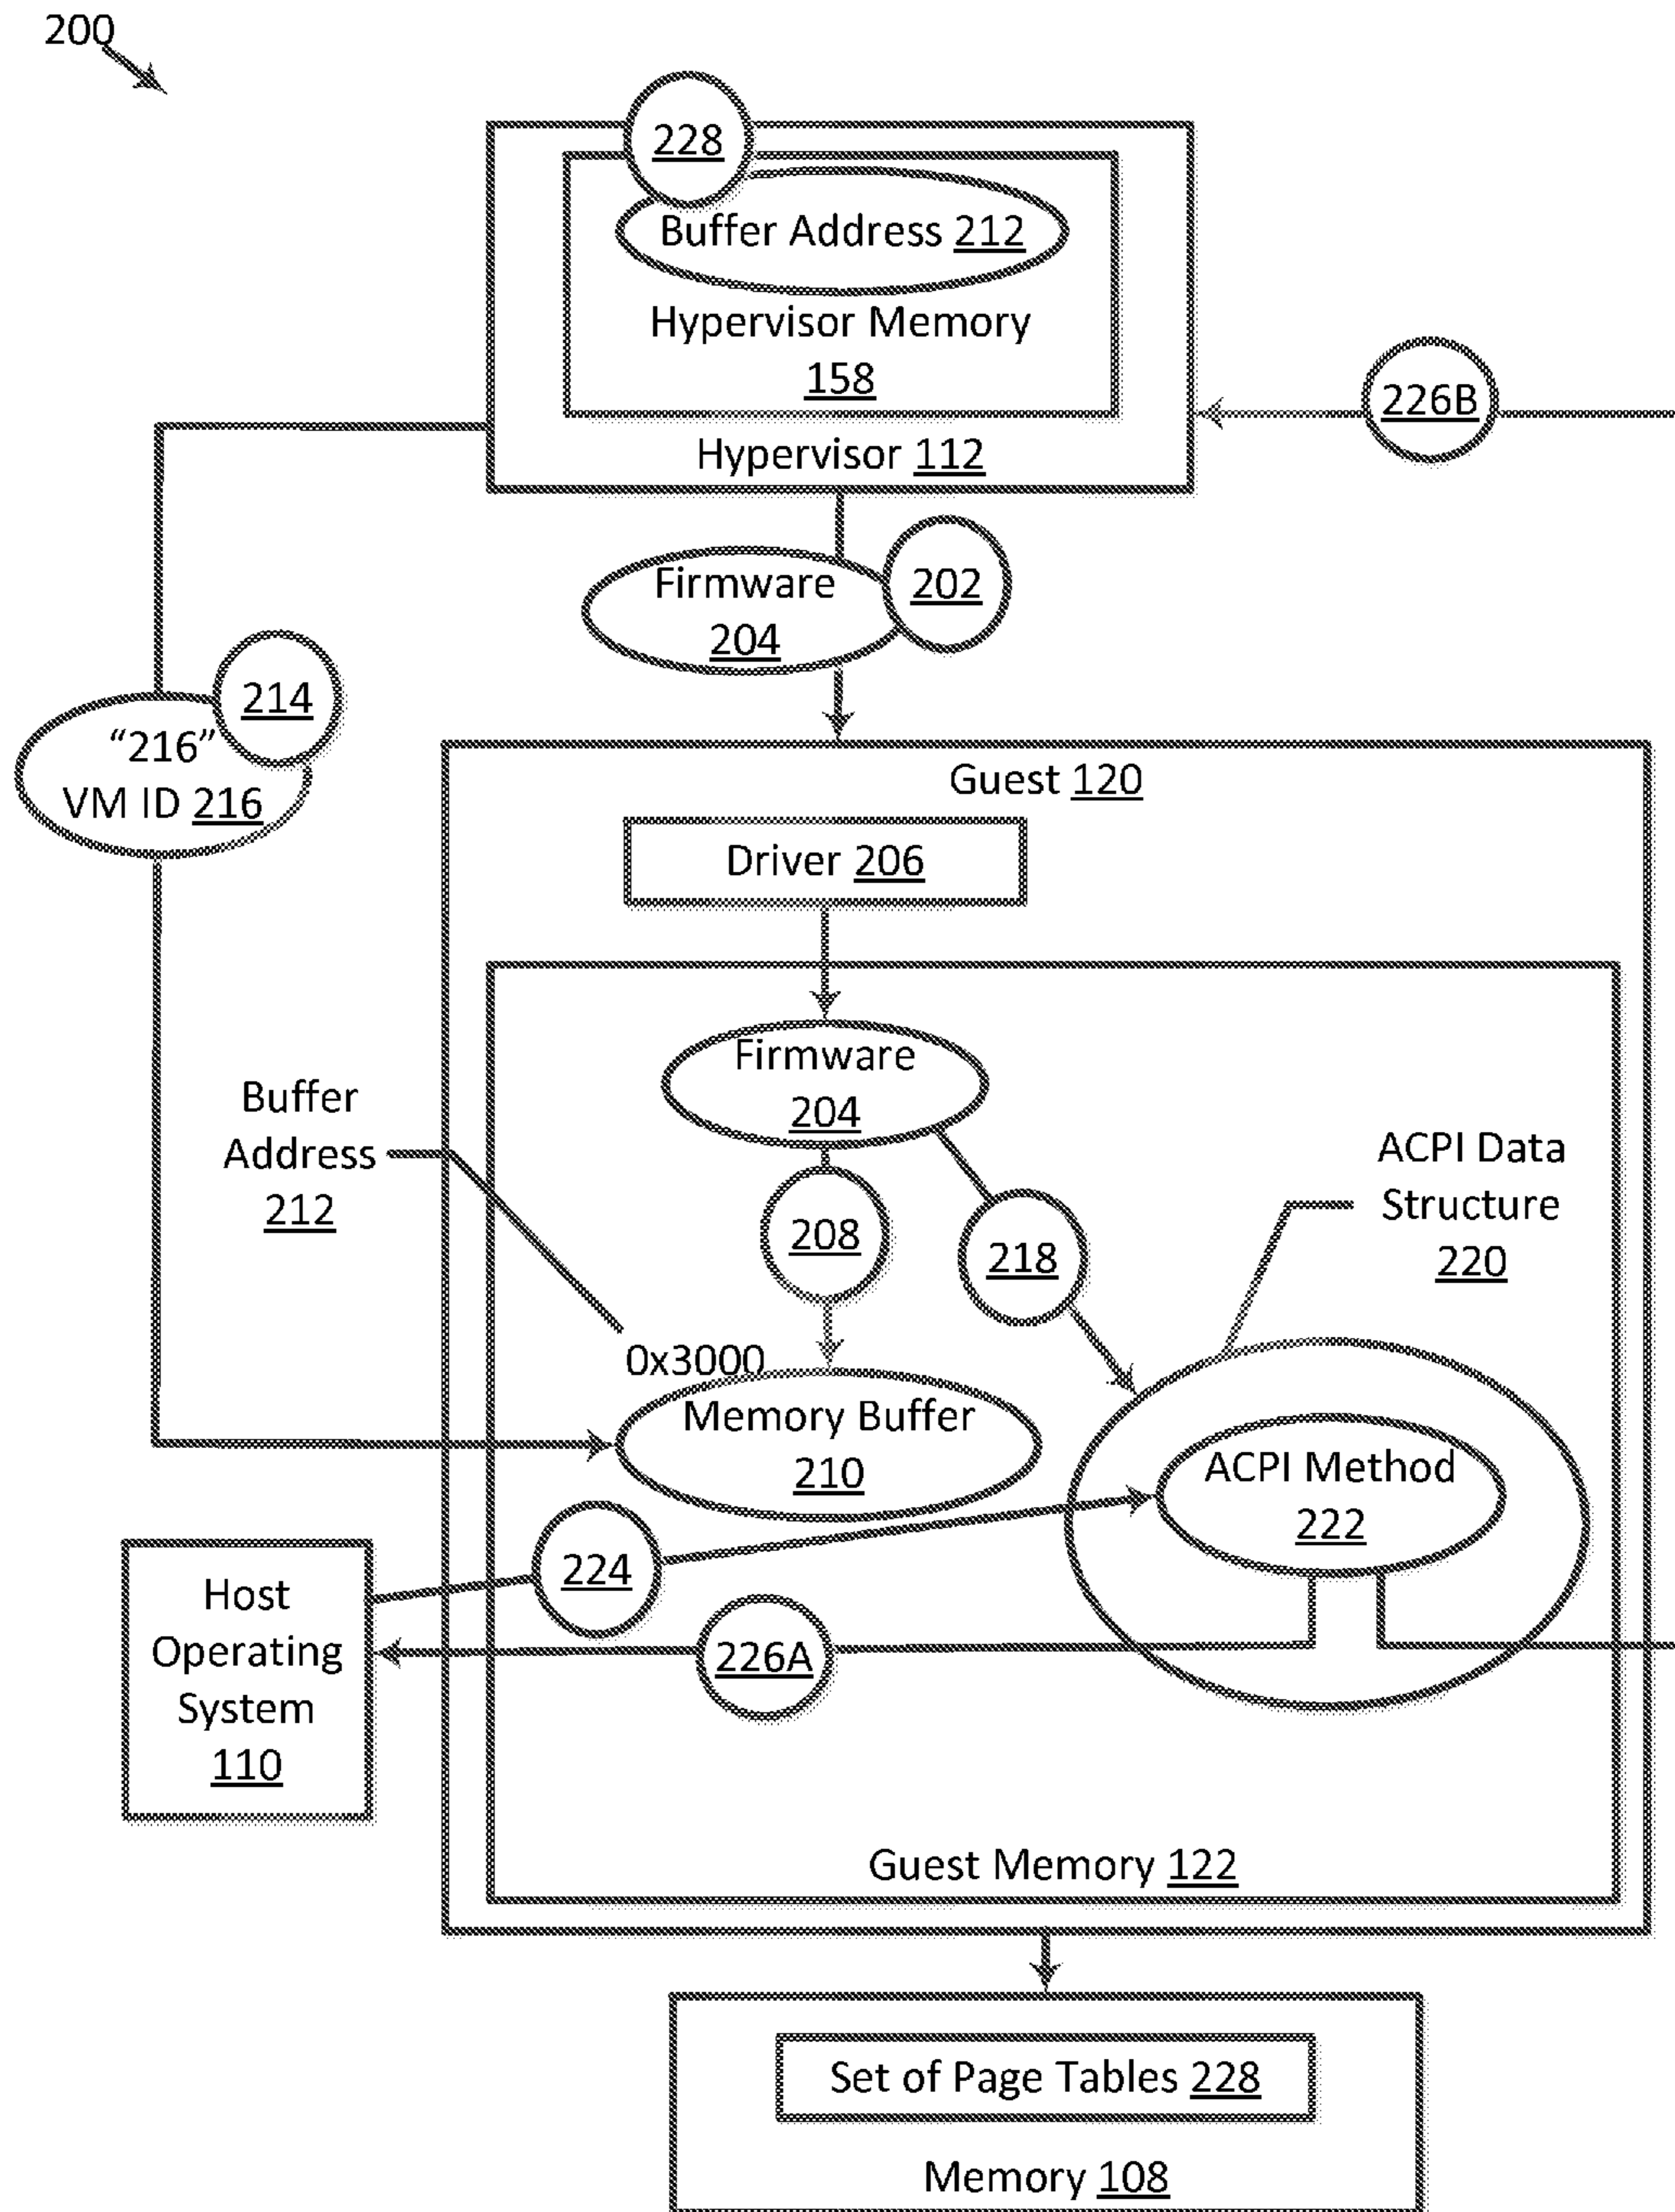 200
228
Buffer Address 212
Hypervisor Memory
158
226B
Hypervisor 112
Firmware
204
202
214
“216”
VM ID 216
Guest 120
Driver 206
Firmware
204
Buffer
Address
212
ACPI Data
Structure
220
208
218
0x3000
Memory Buffer
210
ACPI Method
222
224
Host
Operating
System
110
226A
Guest Memory 122
Set of Page Tables 228
Memory 108